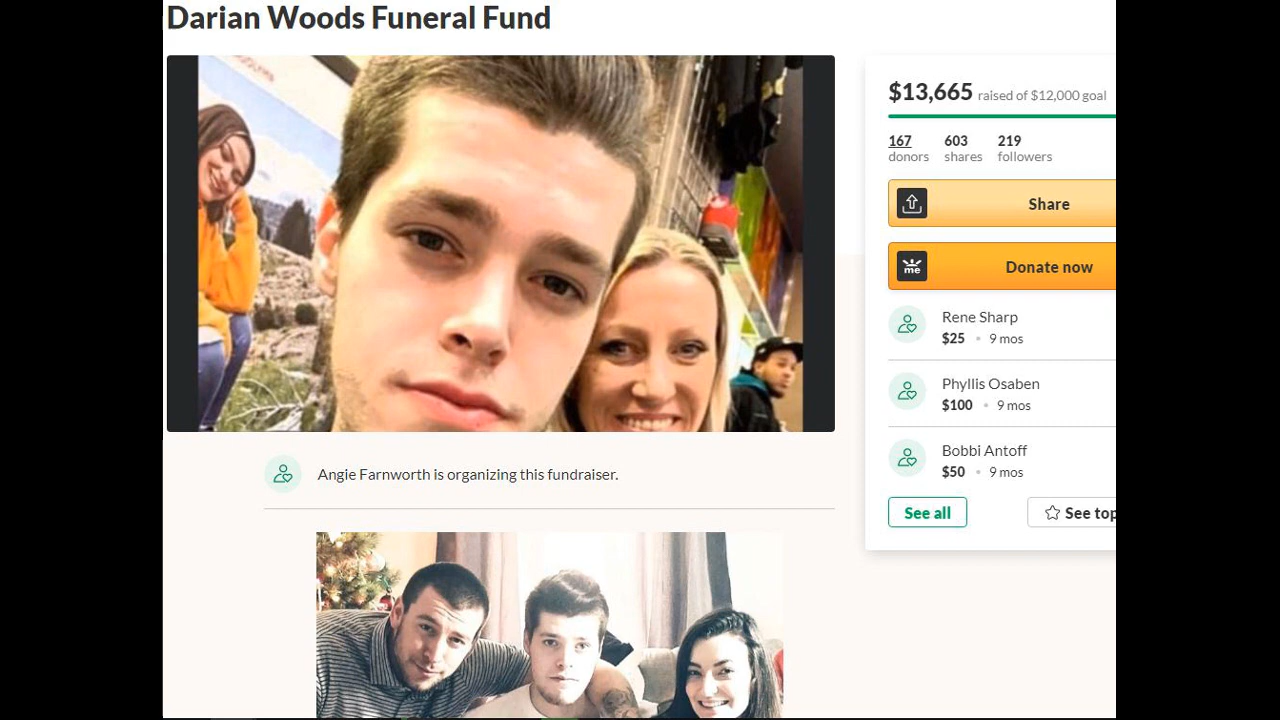 Darian Woods Funeral Fund
$13,665 raised of $12,000 goal
167 603 219
donors shares followers
Share
me Donate now
Rene Sharp
$25 • 9 mos
Phyllis Osaben
$100 • 9 mos
Bobbi Antoff
$50 • 9 mos
See all See top
Angie Farnworth is organizing this fundraiser.